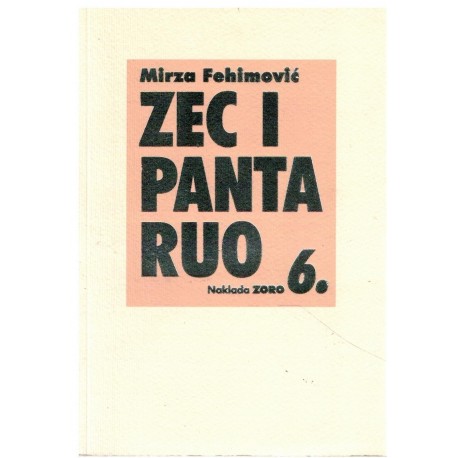 Mirza Fehimović
ZEC I
PANTA
RUO
Naklada ZORO 6.